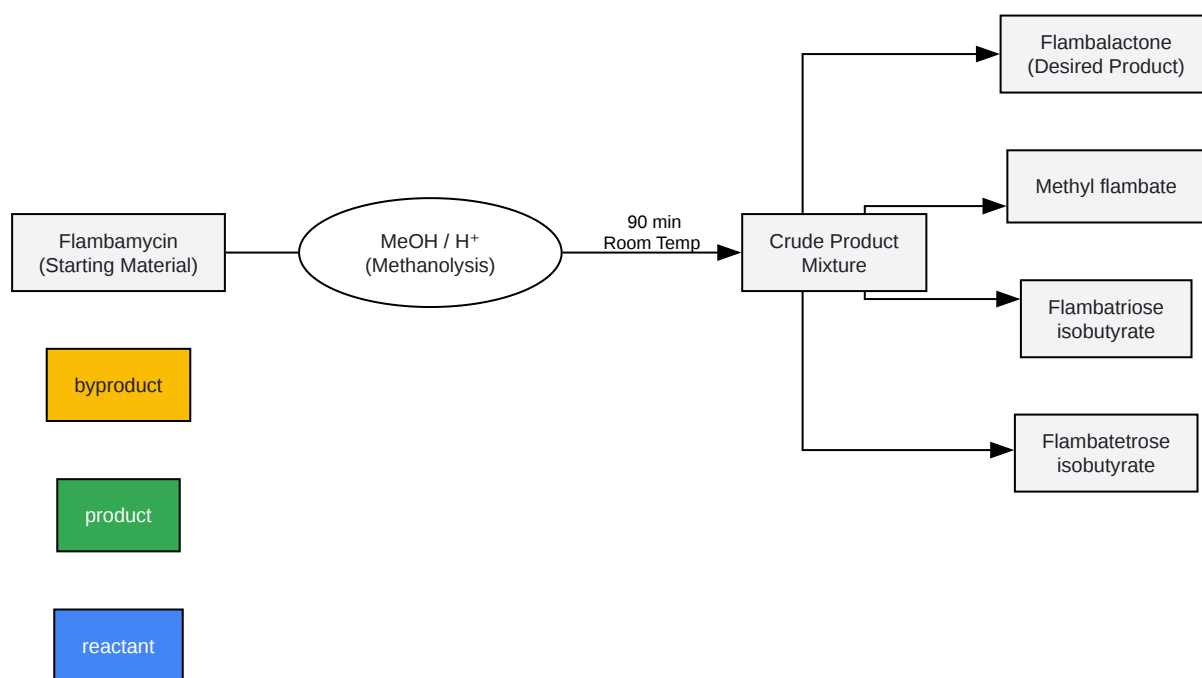 Flambamycin
(Starting Material)
MeOH / H⁺
(Methanolysis)
90 min
Room Temp
Crude Product
Mixture
Flambalactone
(Desired Product)
Methyl flambate
Flambatriose
isobutyrate
Flambatetrose
isobutyrate
byproduct
product
reactant